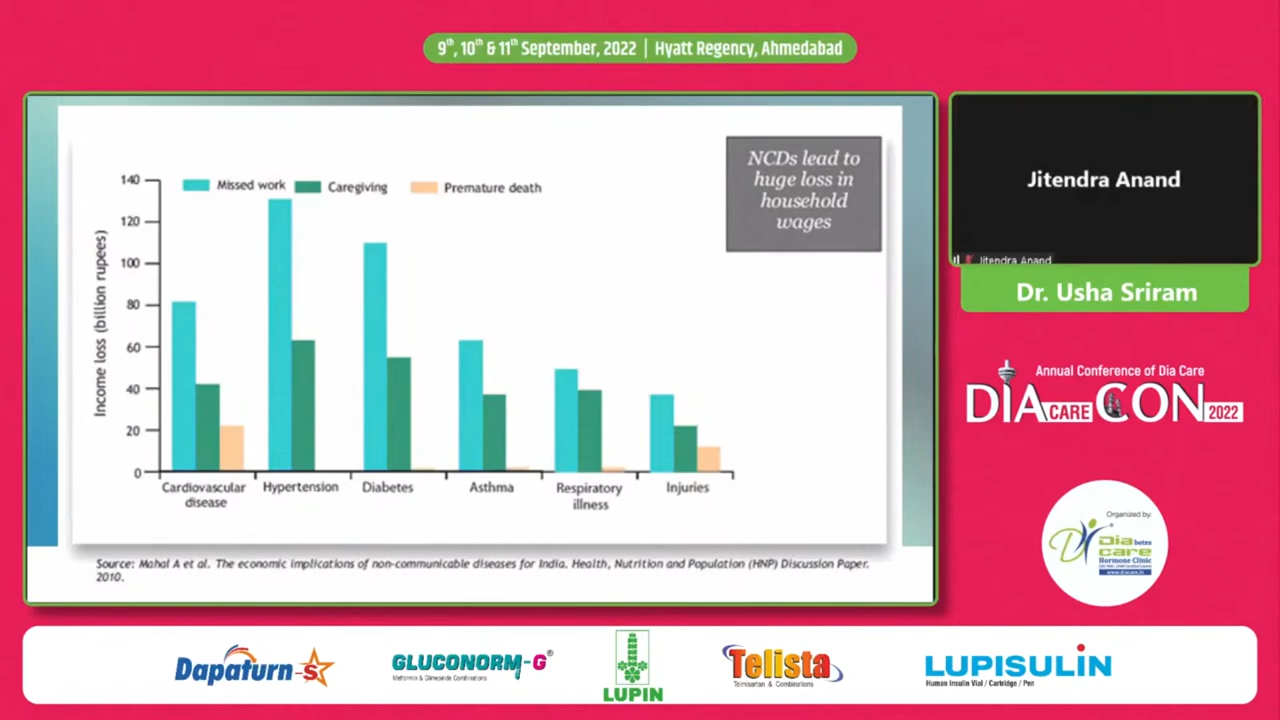 9th, 10th & 11th September, 2022 | Hyatt Regency, Ahmedabad
NCDs lead to
huge loss in
household
wages
Missed work
Caregiving
Premature death
Income loss (billion rupees)
140
120
100
80
60
40
20
0
Cardiovascular
disease
Hypertension
Diabetes
Asthma
Respiratory
illness
Injuries
Source: Mahal A et al. The economic implications of non-communicable diseases for India. Health, Nutrition and Population (HNP) Discussion Paper.
2010.
Jitendra Anand
Jitendra Anand
Dr. Usha Sriram
Annual Conference of Dia Care
DIA CARE CON 2022
Organized by:
Diabetes
care
Hormone Clinic
www.diacare.in
Dapaturn-S
GLUCONORM-G®
Metformin & Glimepiride Combinations
LUPIN
Telista
Telmisartan & Combinations
LUPISULIN
Human Insulin Vial / Cartridge / Pen